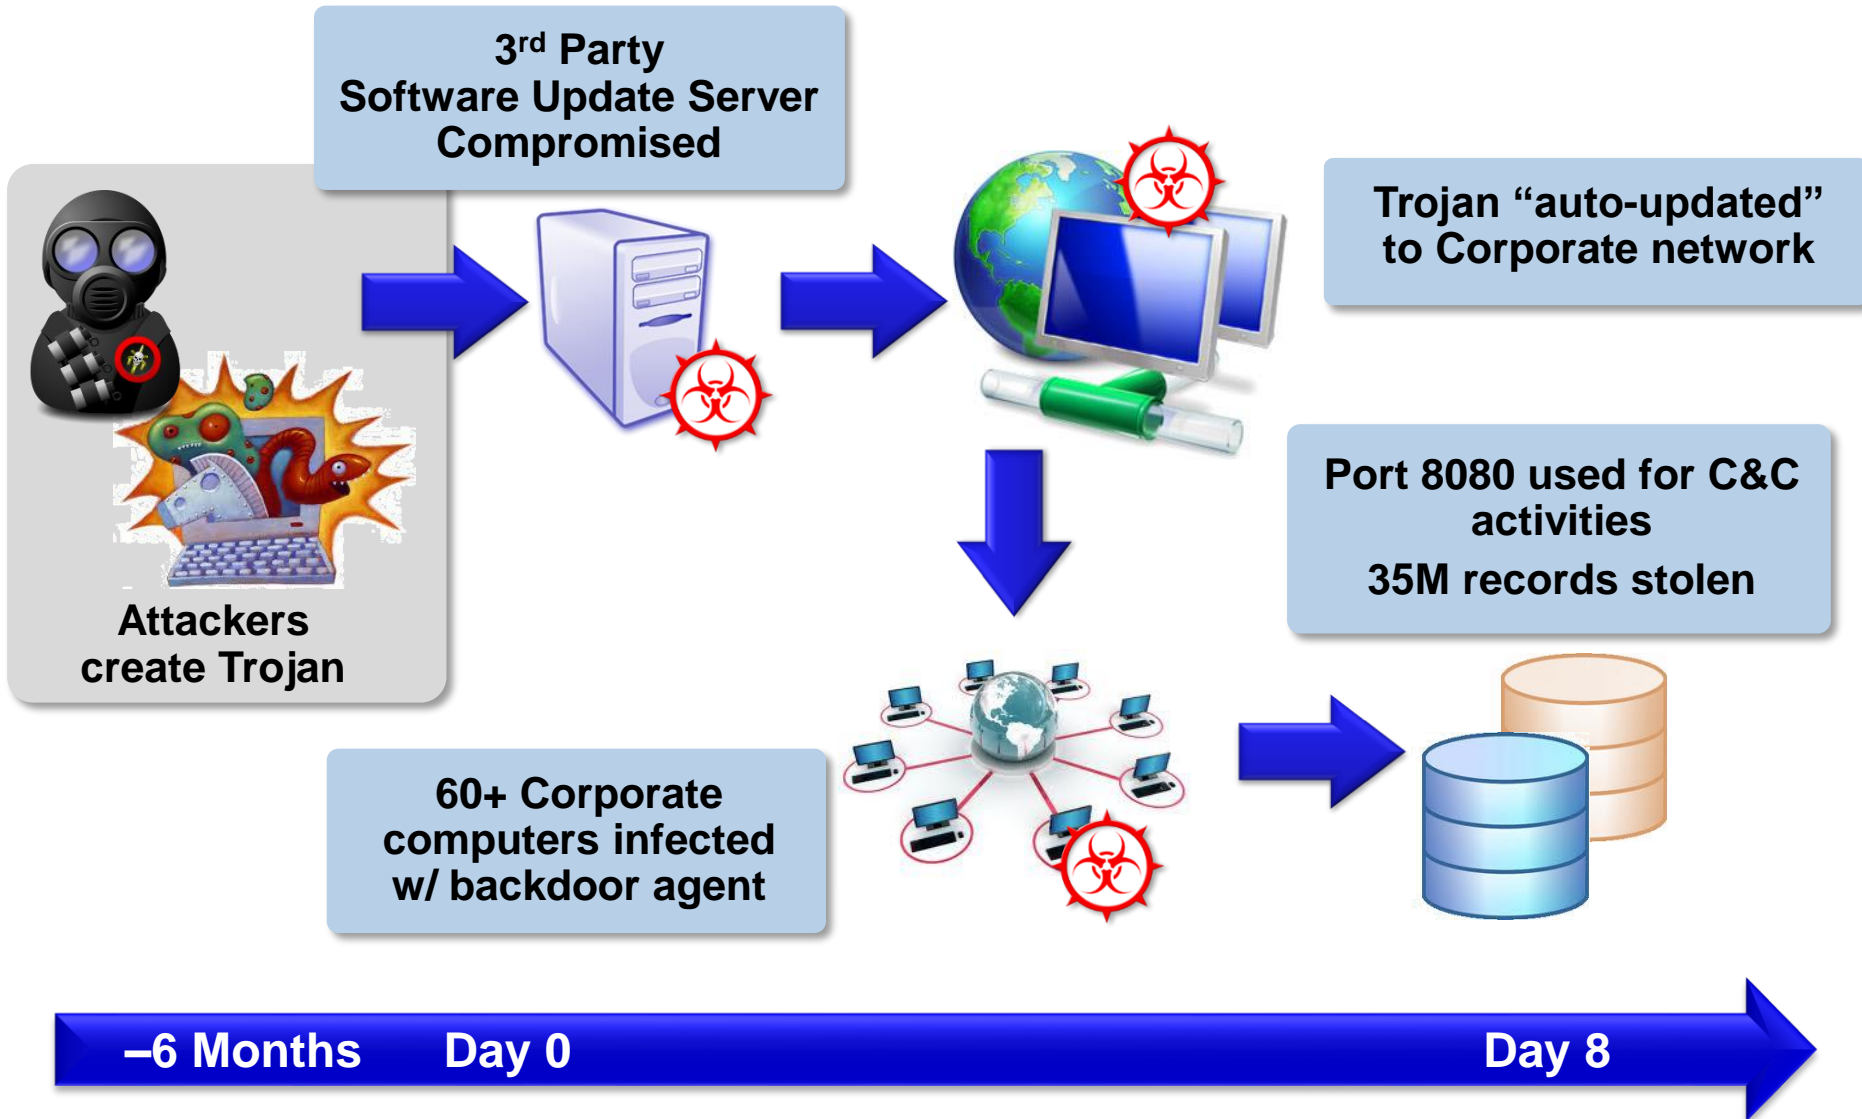 3rd Party
Software Update Server
Compromised
Trojan “auto-updated”
to Corporate network
Attackers
create Trojan
Port 8080 used for C&C
activities
35M records stolen
60+ Corporate
computers infected
w/ backdoor agent
–6 Months
Day 0
Day 8